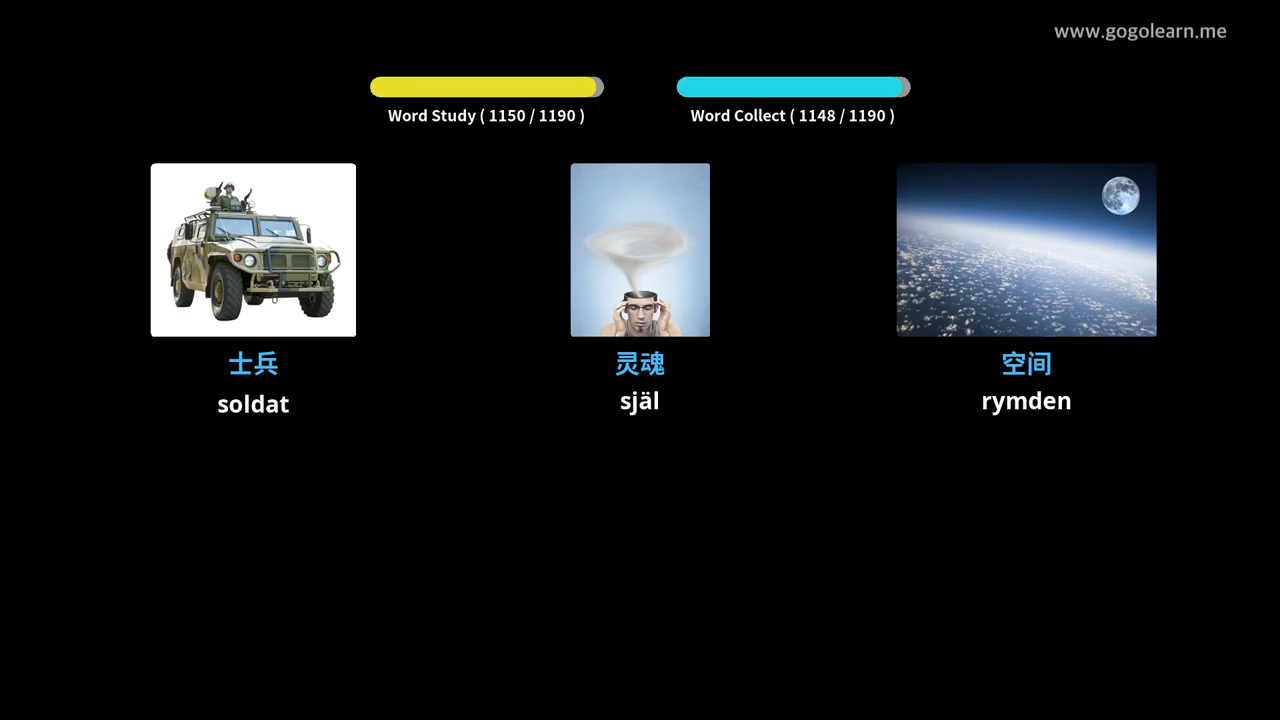 www.gogolearn.me
Word Study ( 1150 / 1190 )
Word Collect ( 1148 / 1190 )
士兵
soldat
灵魂
själ
空间
rymden